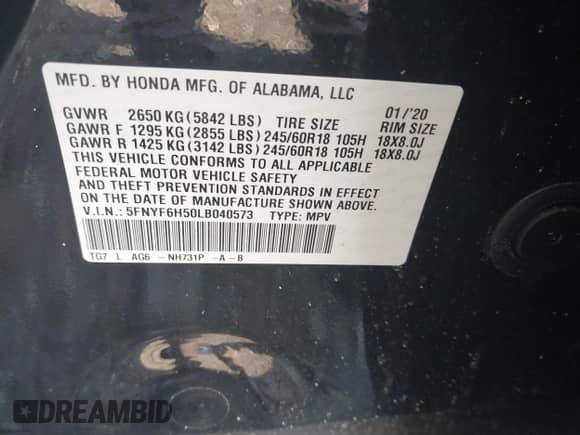 MFD. BY HONDA MFG. OF ALABAMA, LLC
GVWR 2650 KG (5842 LBS) TIRE SIZE 01/'20 RIM SIZE
GAWR F 1295 KG (2855 LBS) 245/60R18 105H 18X8.0J
GAWR R 1425 KG (3142 LBS) 245/60R18 105H 18X8.0J
THIS VEHICLE CONFORMS TO ALL APPLICABLE
FEDERAL MOTOR VEHICLE SAFETY
AND THEFT PREVENTION STANDARDS IN EFFECT
ON THE DATE OF MANUFACTURE SHOWN ABOVE.
V.I.N.: 5FNYF6H50LB040573 TYPE: MPV
TG7 L AG6 - NH731P - A - B
DREAMBID